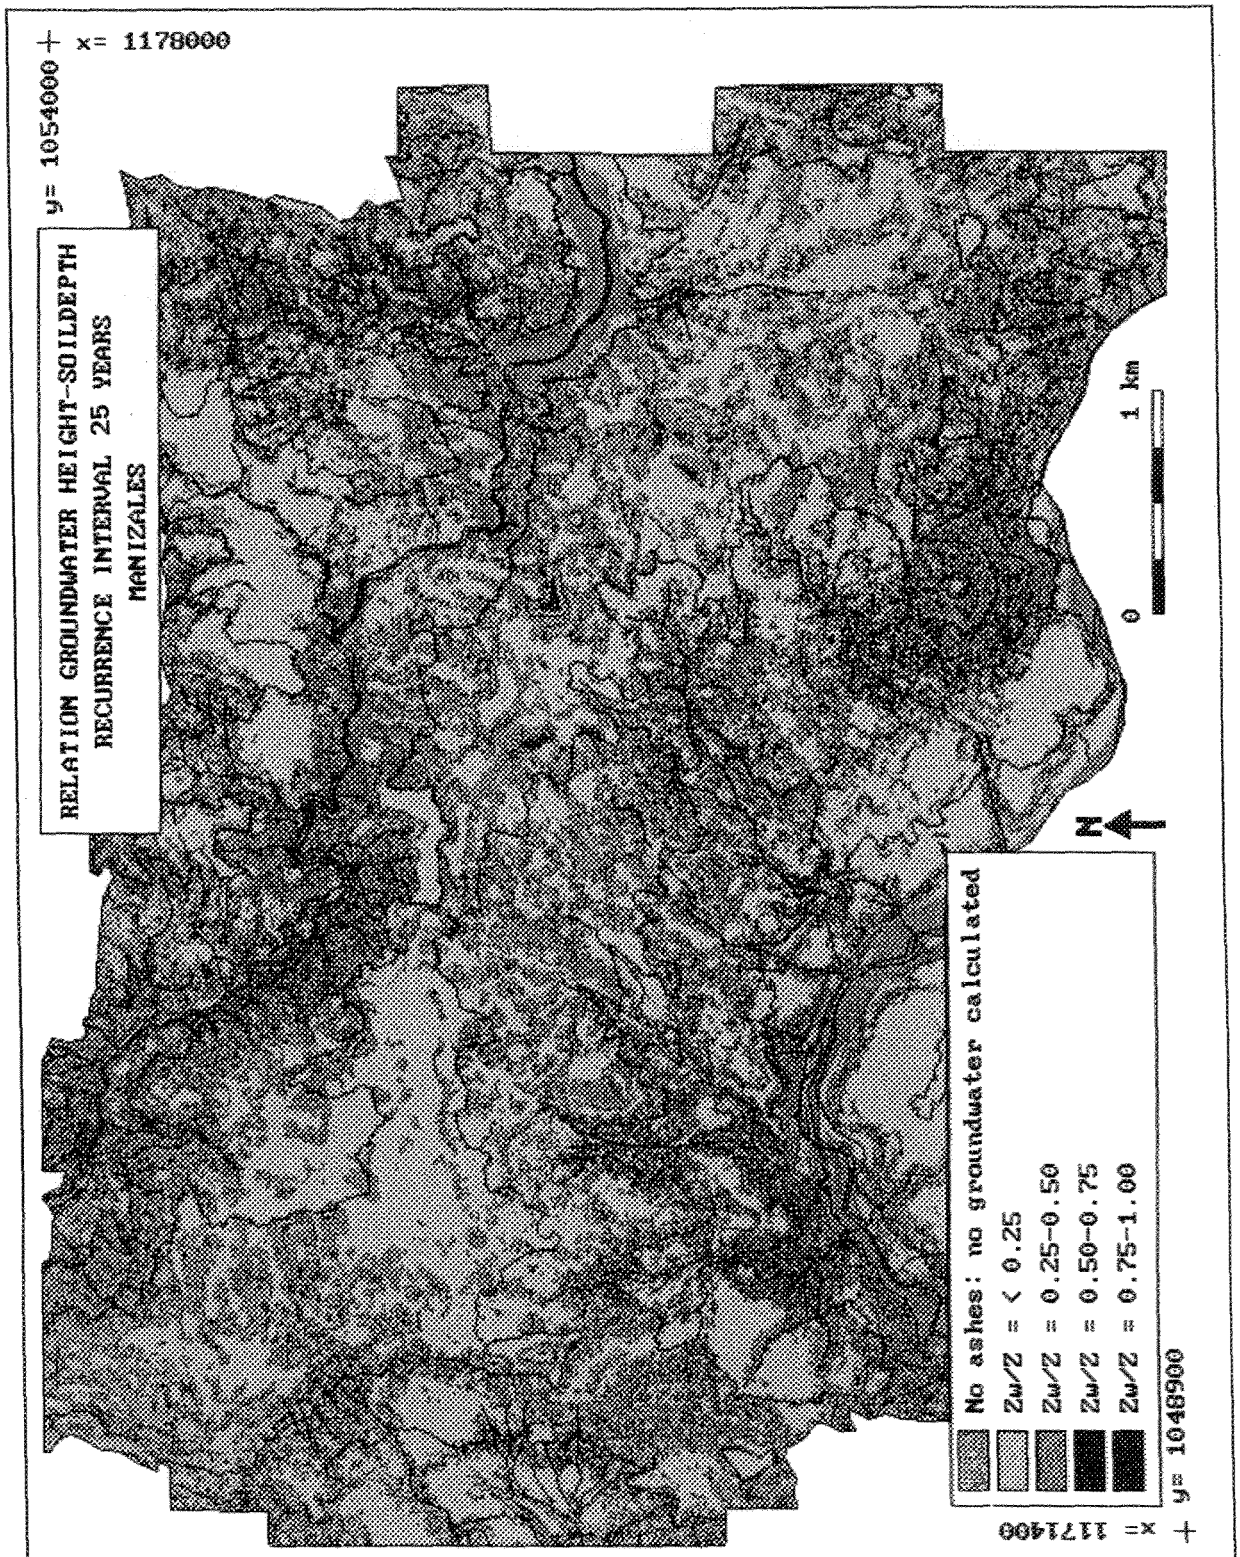 y= 1054000
x= 1178000
RELATION GROUNDWATER HEIGHT-SOILDEPTH
RECURRENCE INTERVAL 25 YEARS
MANIZALES
0 1 km
N
No ashes: no groundwater calculated
Zw/Z = < 0.25
Zw/Z = 0.25-0.50
Zw/Z = 0.50-0.75
Zw/Z = 0.75-1.00
x= 1171400
y= 1048900